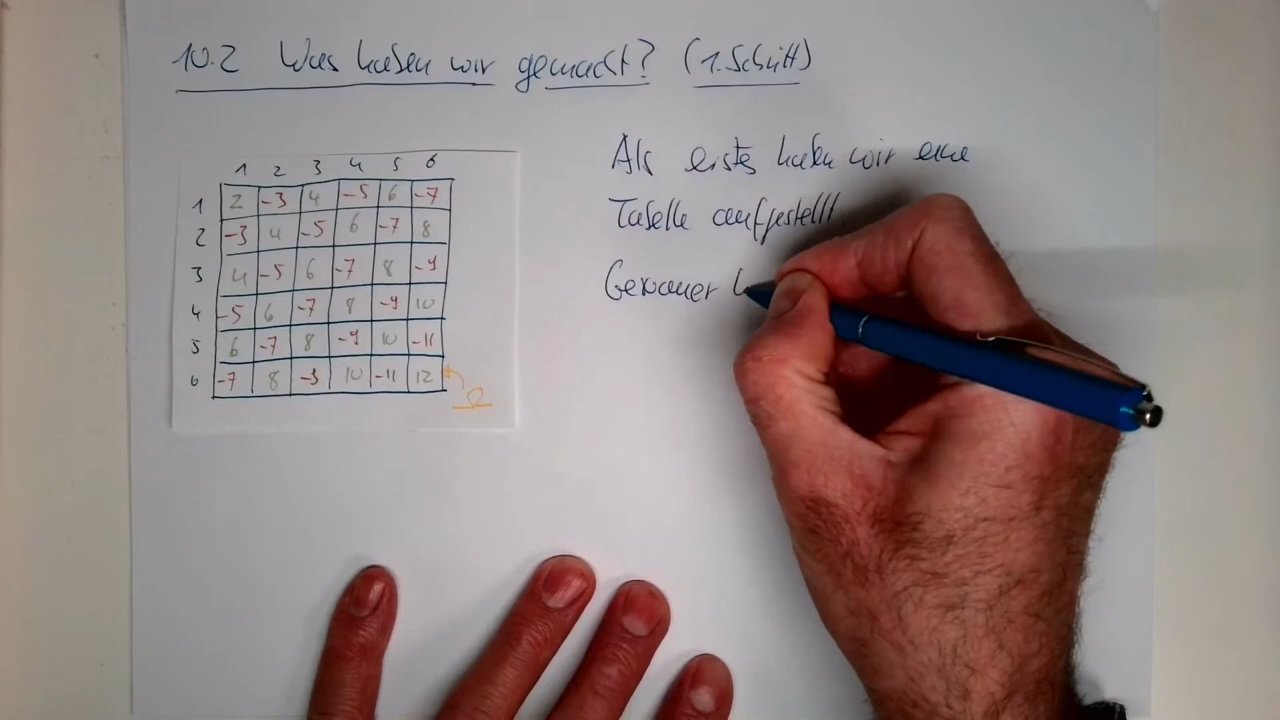 10.2 Was haben wir gemacht? (1. Schritt)
Als erstes haben wir eine
Tabelle aufgestellt.
Genauer
1 2 3 4 5 6
1 2 -3 4 -5 6 -7
2 -3 4 -5 6 -7 8
3 4 -5 6 -7 8 -9
4 -5 6 -7 8 -9 10
5 6 -7 8 -9 10 -11
6 -7 8 -9 10 -11 12
Ω